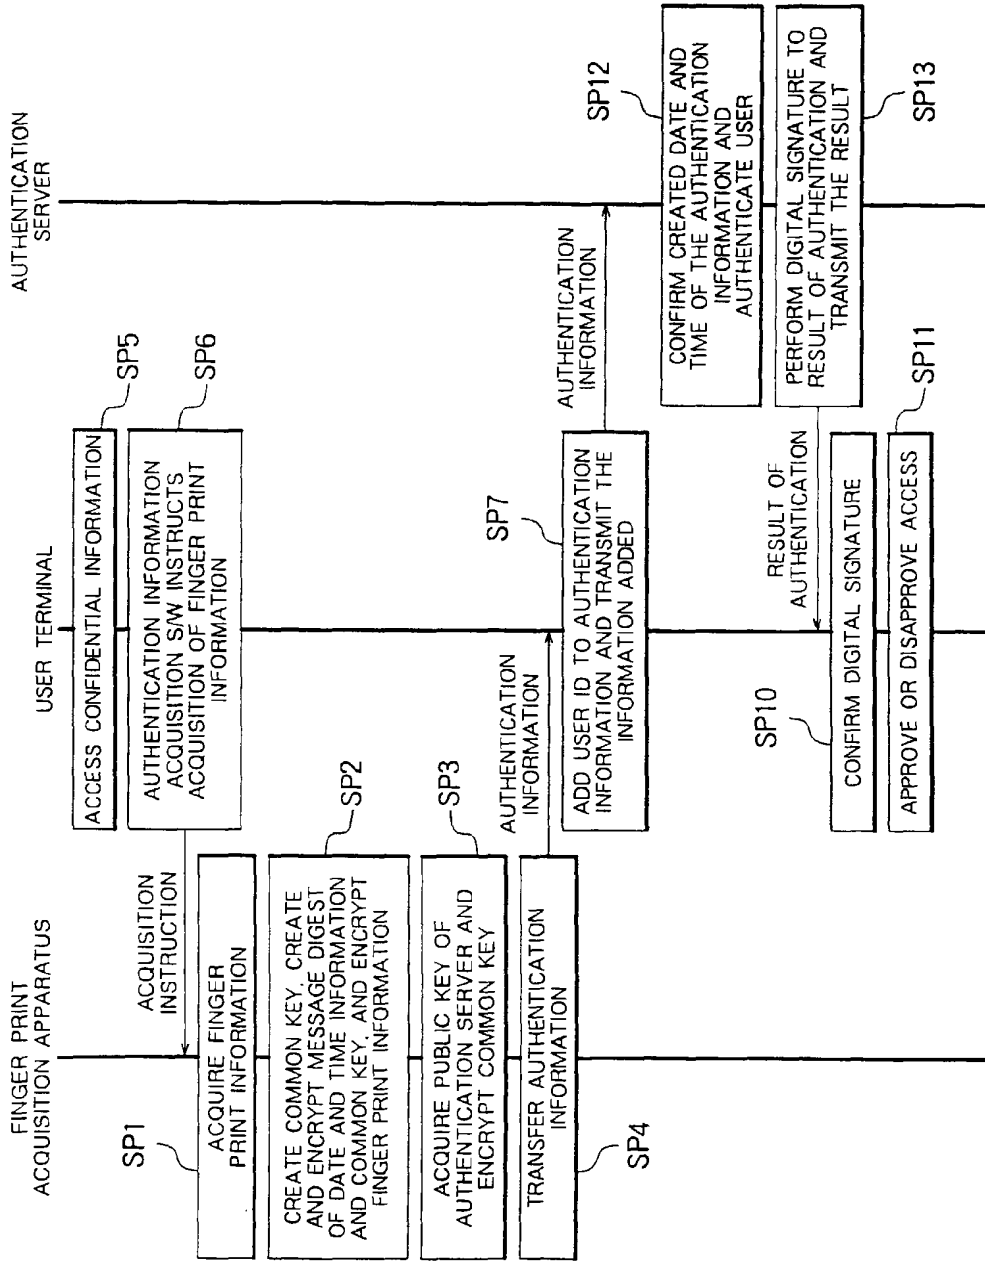 FINGER PRINT
ACQUISITION APPARATUS
USER TERMINAL
AUTHENTICATION
SERVER
ACCESS CONFIDENTIAL INFORMATION
SP5
AUTHENTICATION INFORMATION
ACQUISITION S/W INSTRUCTS
ACQUISITION OF FINGER PRINT
INFORMATION
SP6
ACQUISITION
INSTRUCTION
SP1
ACQUIRE FINGER
PRINT INFORMATION
CREATE COMMON KEY, CREATE
AND ENCRYPT MESSAGE DIGEST
OF DATE AND TIME INFORMATION
AND COMMON KEY, AND ENCRYPT
FINGER PRINT INFORMATION
SP2
ACQUIRE PUBLIC KEY OF
AUTHENTICATION SERVER AND
ENCRYPT COMMON KEY
SP3
TRANSFER AUTHENTICATION
INFORMATION
SP4
AUTHENTICATION
INFORMATION
SP7
ADD USER ID TO AUTHENTICATION
INFORMATION AND TRANSMIT THE
INFORMATION ADDED
AUTHENTICATION
INFORMATION
SP12
CONFIRM CREATED DATE AND
TIME OF THE AUTHENTICATION
INFORMATION AND
AUTHENTICATE USER
PERFORM DIGITAL SIGNATURE TO
RESULT OF AUTHENTICATION AND
TRANSMIT THE RESULT
SP13
RESULT OF
AUTHENTICATION
SP10
CONFIRM DIGITAL SIGNATURE
APPROVE OR DISAPPROVE ACCESS
SP11